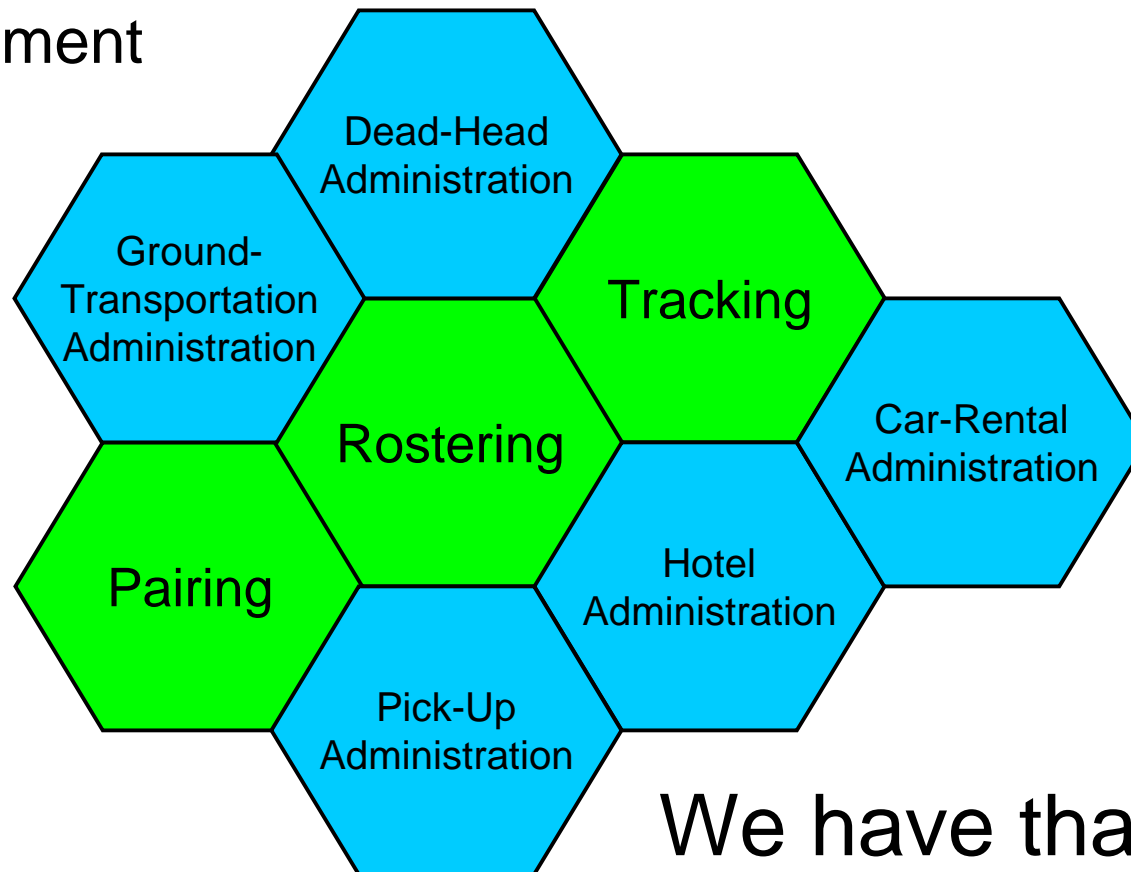 ment
Dead-Head
Administration
Ground-
Transportation
Administration
Tracking
Car-Rental
Administration
Rostering
Hotel
Administration
Pairing
Pick-Up
Administration
We have tha